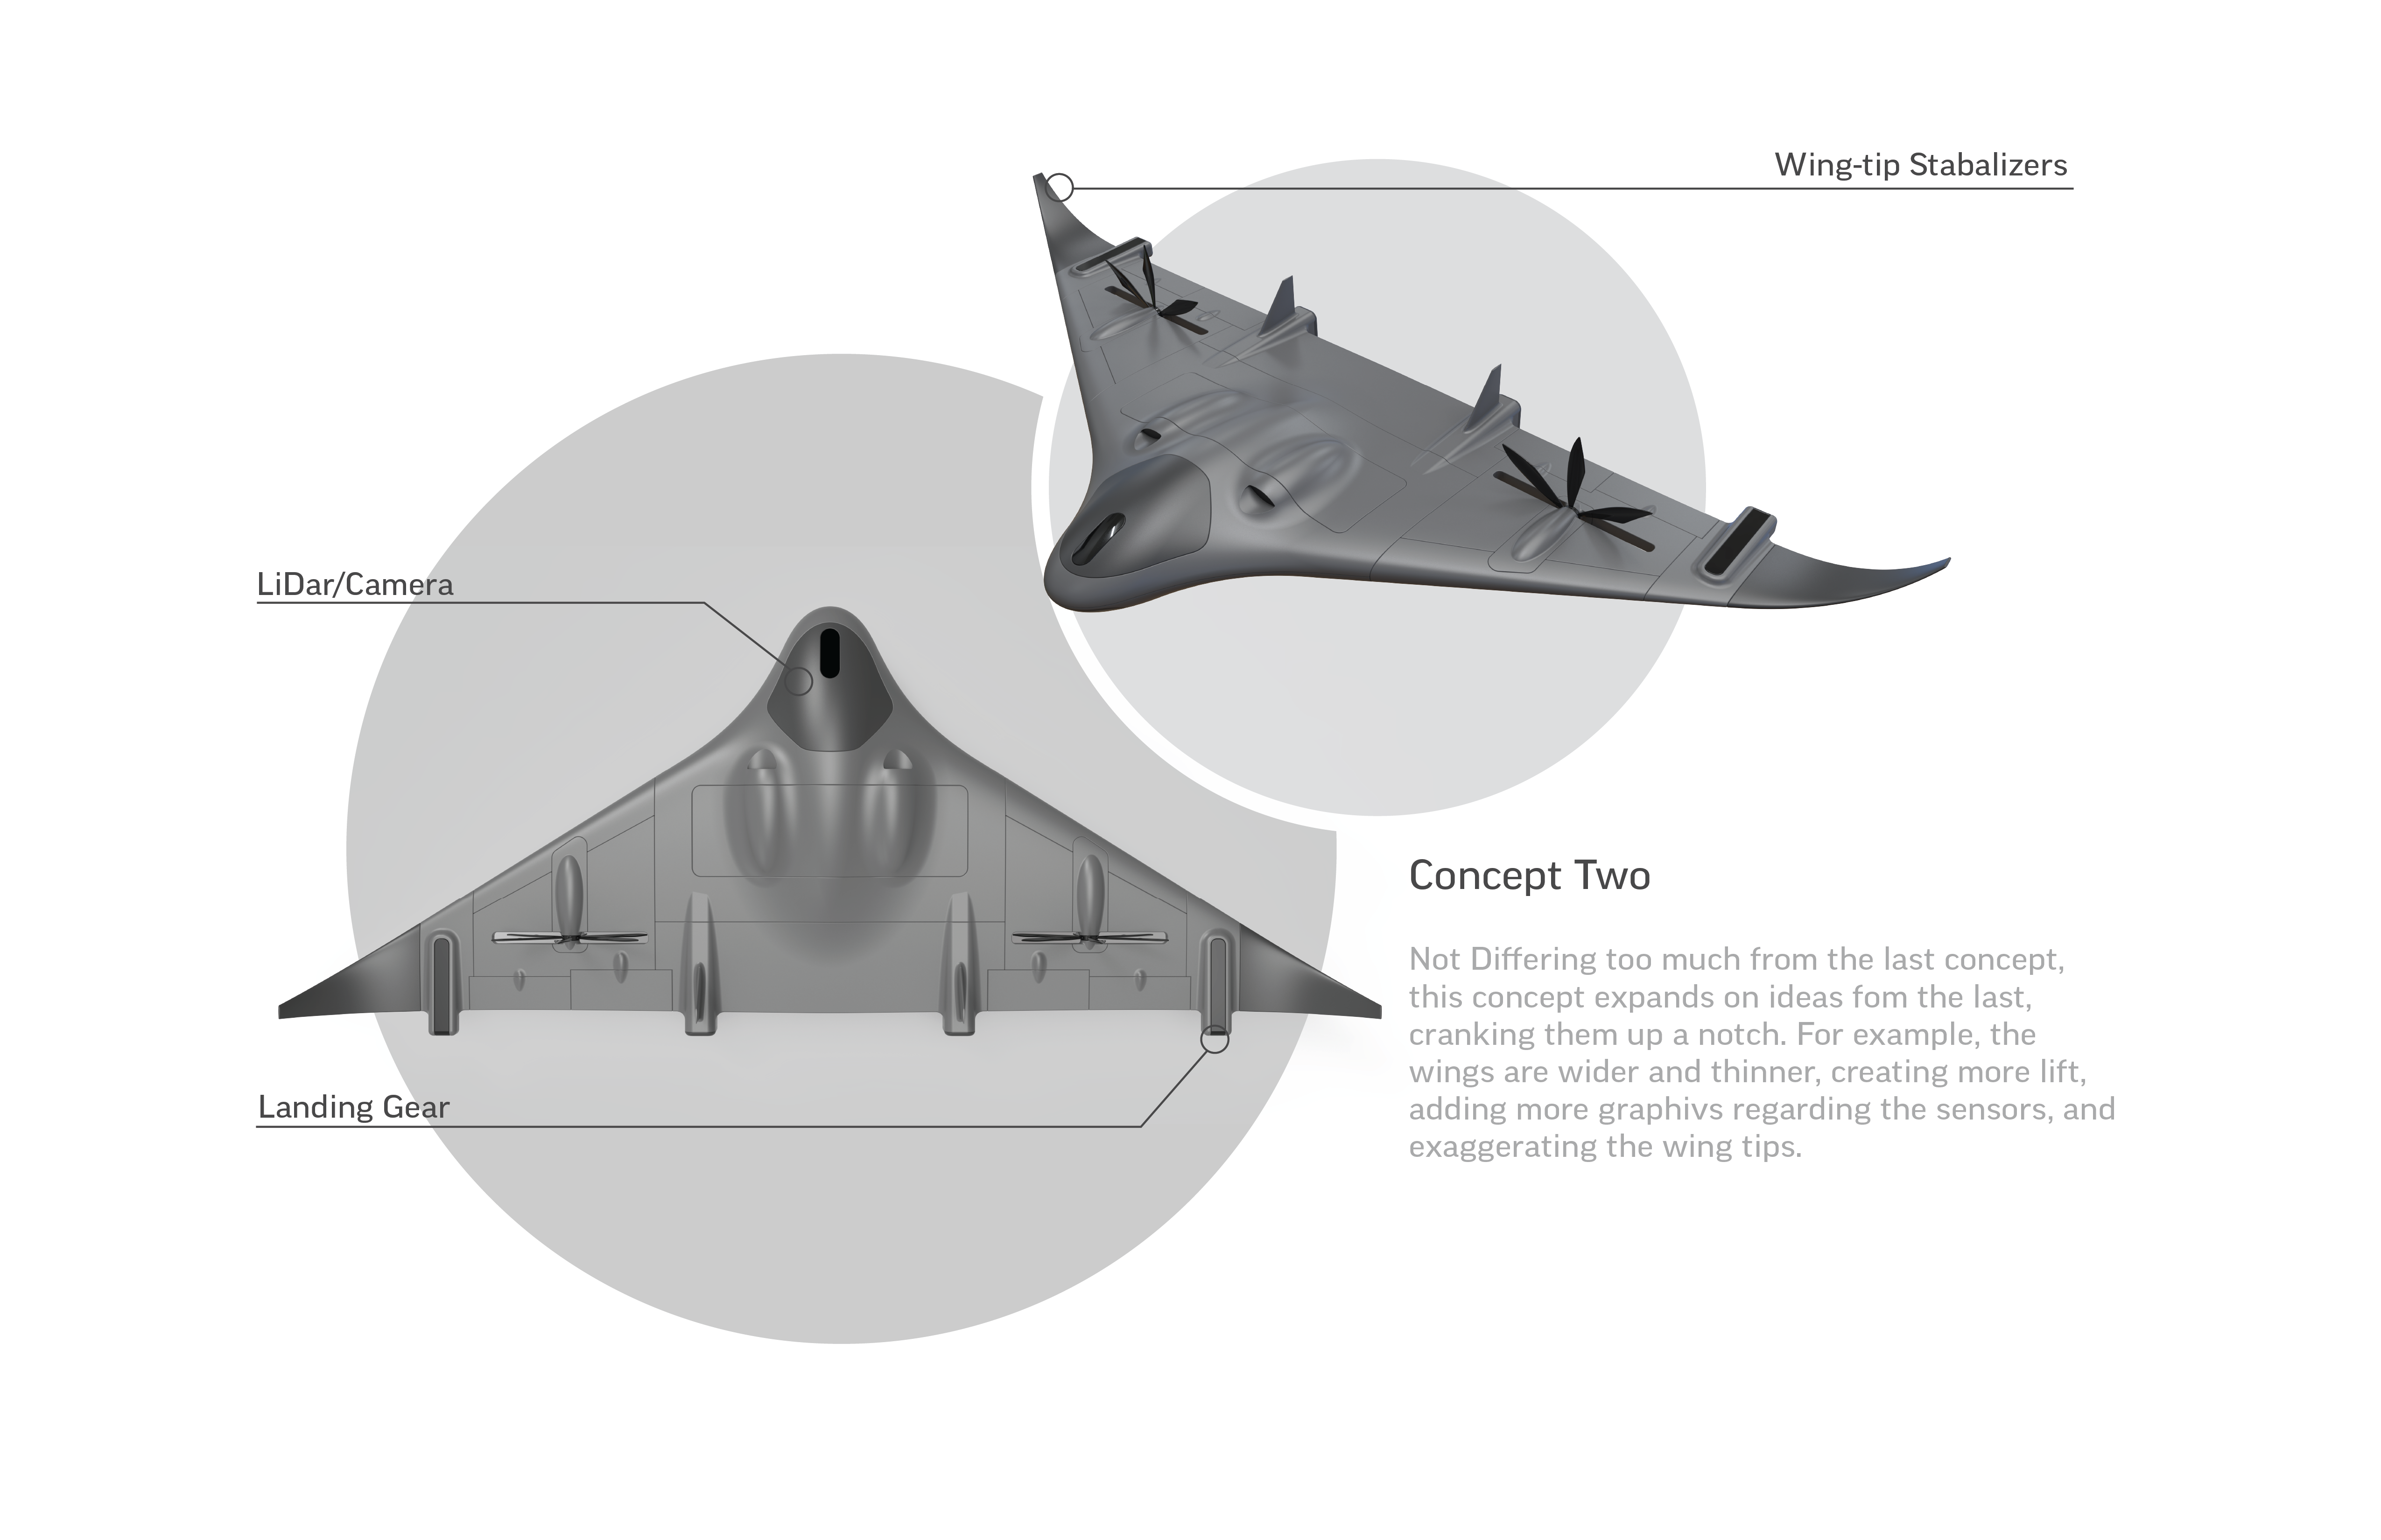 Wing-tip Stabalizers
LiDar/Camera
Landing Gear
Concept Two
Not Differing too much from the last concept,
this concept expands on ideas fom the last,
cranking them up a notch. For example, the
wings are wider and thinner, creating more lift,
adding more graphivs regarding the sensors, and
exaggerating the wing tips.